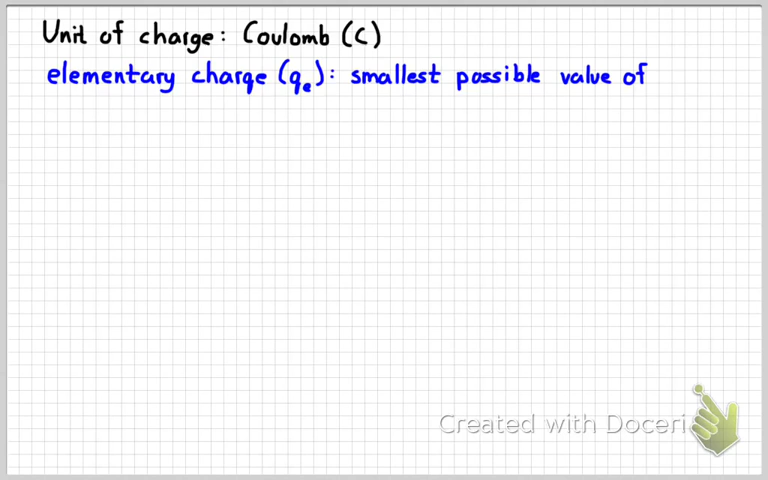 Unit of charge: Coulomb (C)
elementary charge (qe): smallest possible value of
Created with Doceri